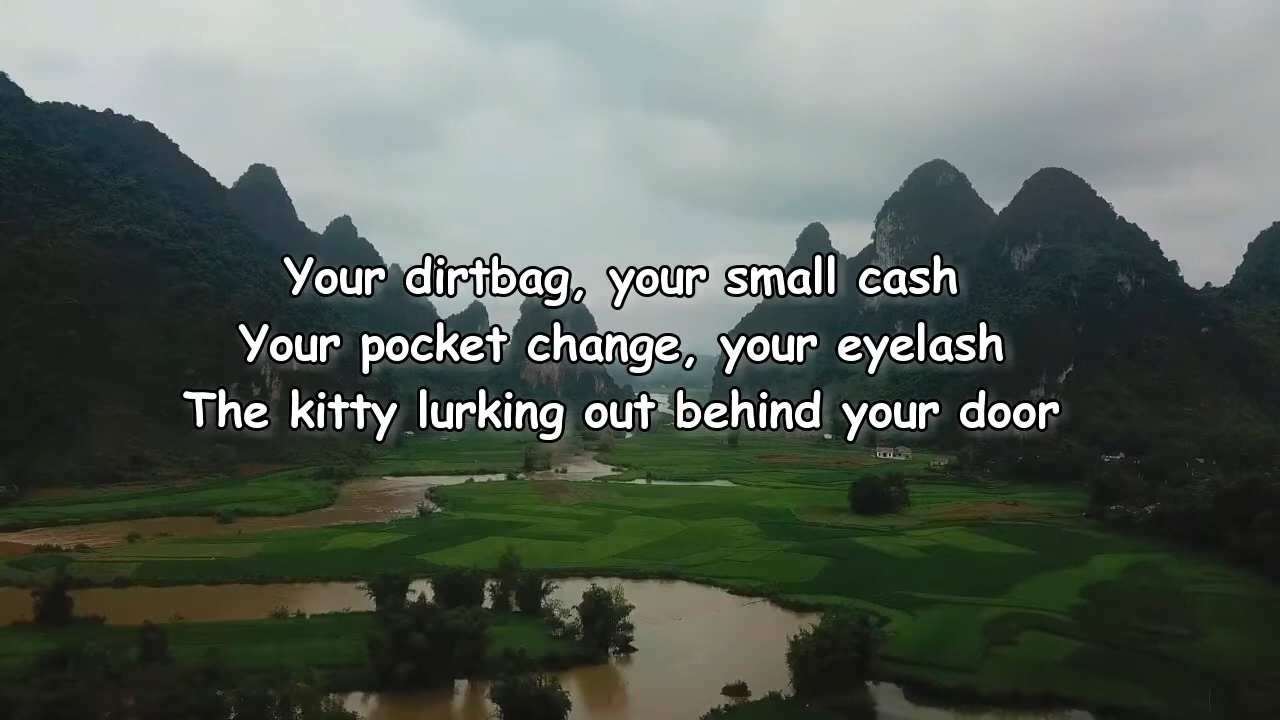 Your dirtbag, your small cash
Your pocket change, your eyelash
The kitty lurking out behind your door